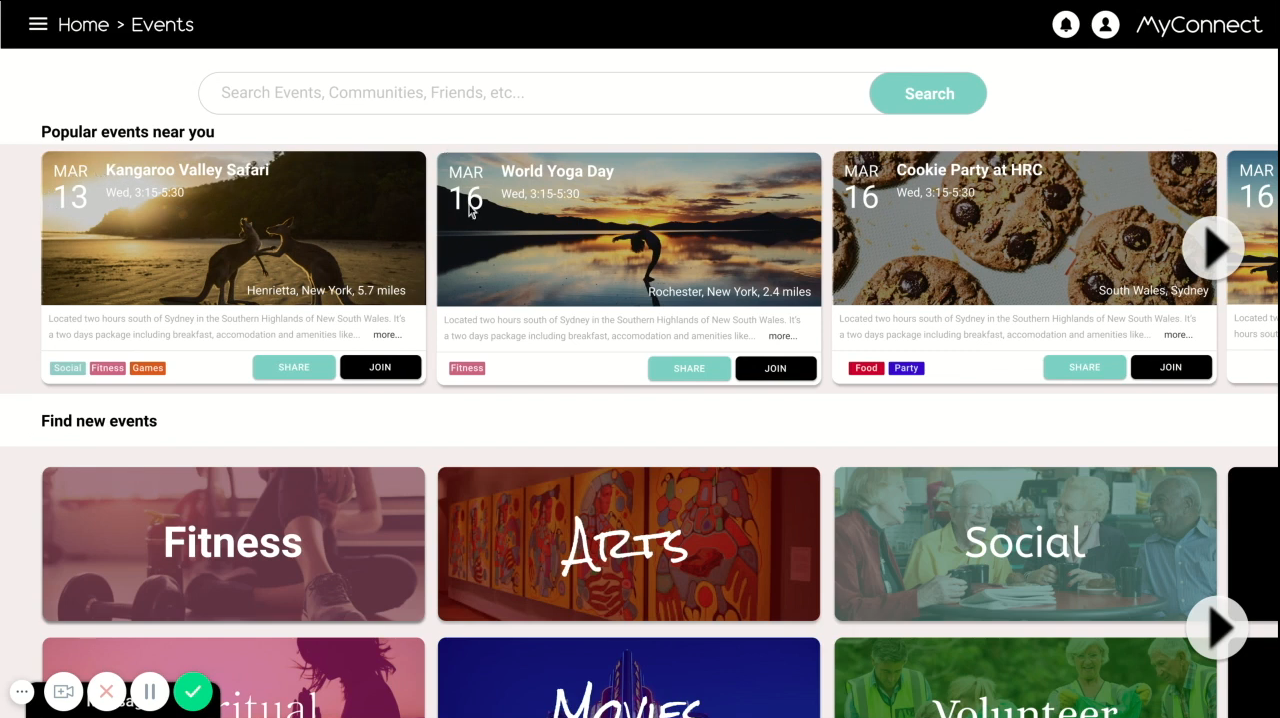 Home > Events
MyConnect
Search Events, Communities, Friends, etc...
Search
Popular events near you
MAR
13
Kangaroo Valley Safari
Wed, 3:15-5:30
Henrietta, New York, 5.7 miles
Located two hours south of Sydney in the Southern Highlands of New South Wales. It's
a two days package including breakfast, accomodation and amenities like... more...
Social Fitness Games
SHARE
JOIN
MAR
16
World Yoga Day
Wed, 3:15-5:30
Rochester, New York, 2.4 miles
Located two hours south of Sydney in the Southern Highlands of New South Wales. It's
a two days package including breakfast, accomodation and amenities like... more...
Fitness
SHARE
JOIN
MAR
16
Cookie Party at HRC
Wed, 3:15-5:30
South Wales, Sydney
Located two hours south of Sydney in the Southern Highlands of New South Wales. It's
a two days package including breakfast, accomodation and amenities like... more...
Food Party
SHARE
JOIN
MAR
16
Located
hours sou
Find new events
Fitness
Arts
Social
ritual
Movies
Volunteer